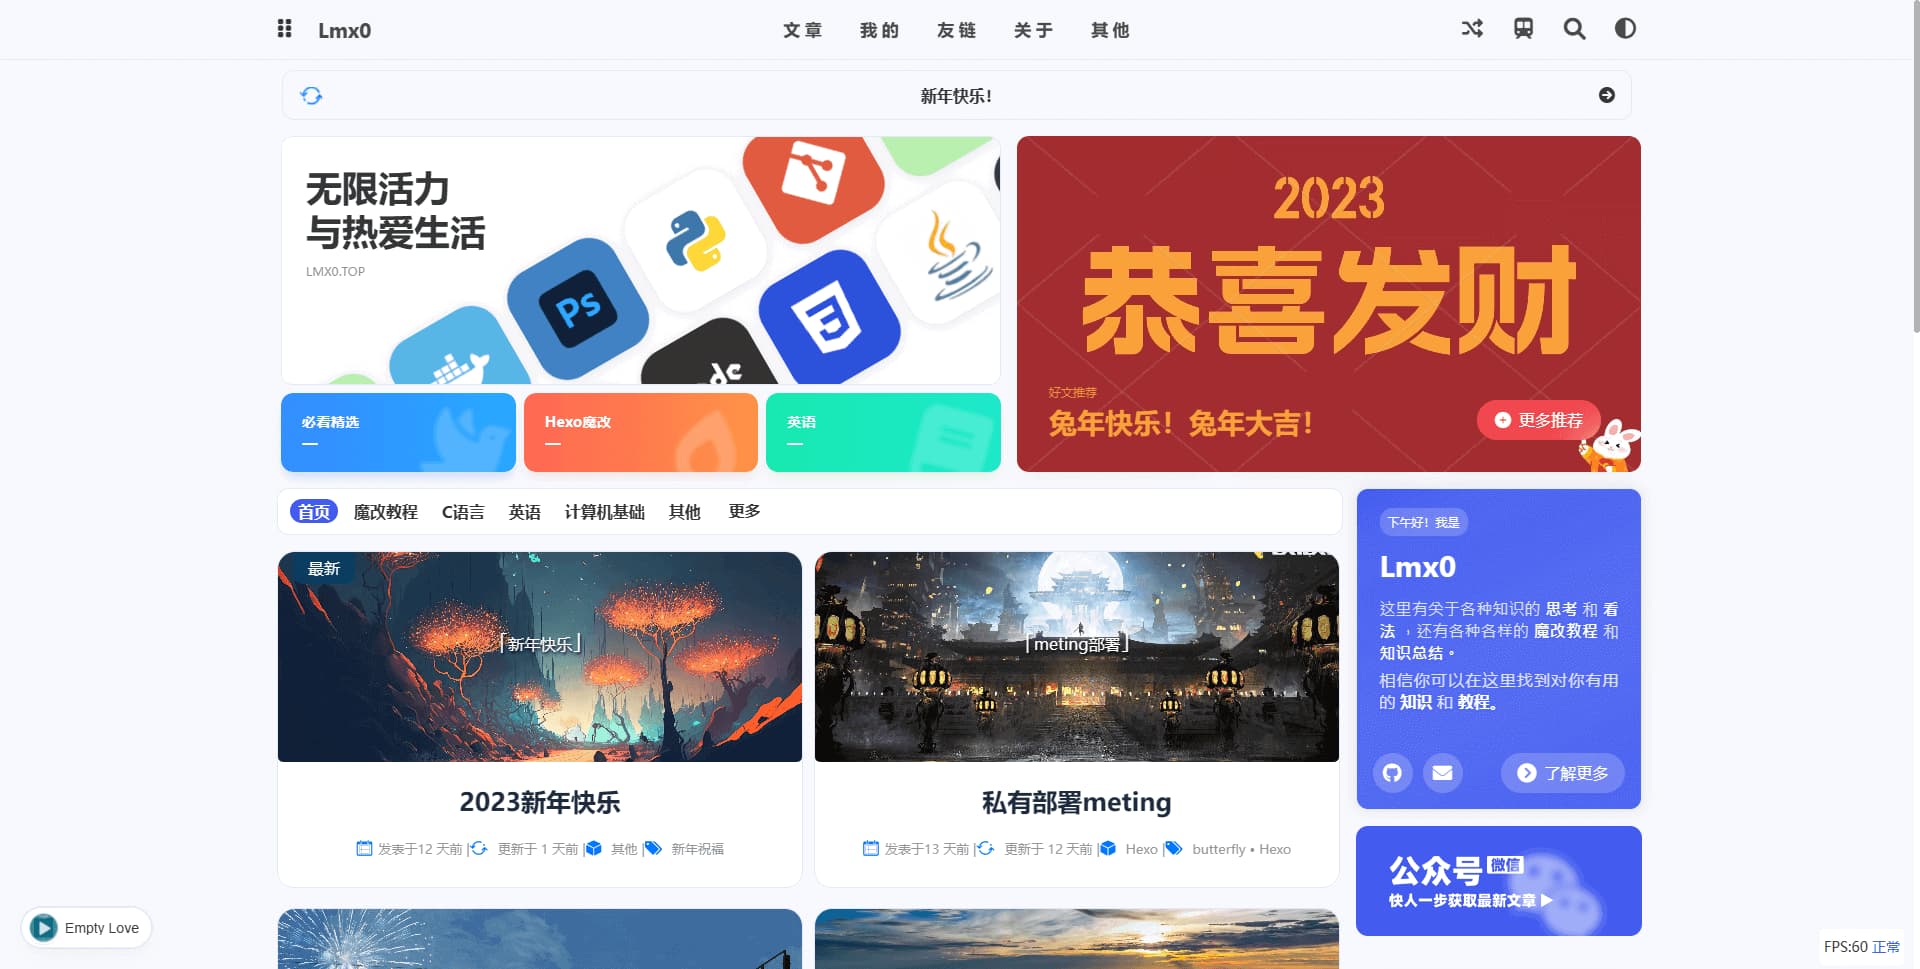 Lmx0
文章
我的
友链
关于
其他
新年快乐！
无限活力
与热爱生活
LMX0.TOP
Ps
2023
恭喜发财
好文推荐
兔年快乐！兔年大吉！
更多推荐
必看精选
Hexo魔改
英语
首页
魔改教程
C语言
英语
计算机基础
其他
更多
最新
「新年快乐」
2023新年快乐
发表于12 天前 | 更新于 1 天前 | 其他 | 新年祝福
「meting部署」
私有部署meting
发表于13 天前 | 更新于 12 天前 | Hexo | butterfly • Hexo
下午好！我是
Lmx0
这里有关于各种知识的 思考 和 看
法 ，还有各种各样的 魔改教程 和
知识总结。
相信你可以在这里找到对你有用
的 知识 和 教程。
了解更多
公众号 微信
快人一步获取最新文章
Empty Love
FPS:60 正常